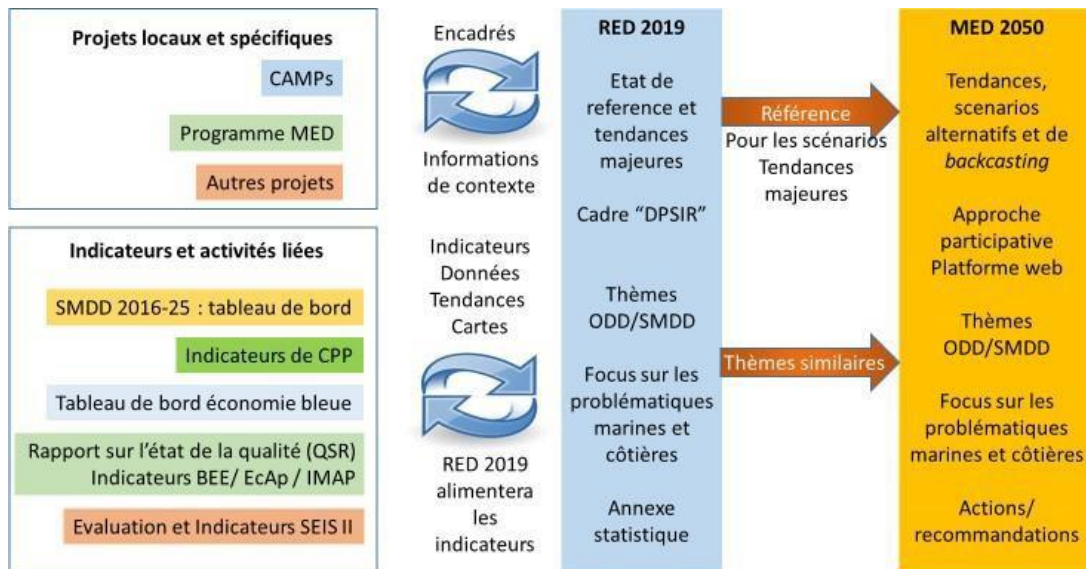 Projets locaux et spécifiques
CAMPs
Programme MED
Autres projets
Indicateurs et activités liées
SMDD 2016-25 : tableau de bord
Indicateurs de CPP
Tableau de bord économie bleue
Rapport sur l'état de la qualité (QSR)
Indicateurs BEE/ EcAp / IMAP
Evaluation et Indicateurs SEIS II
Encadrés
Informations
de contexte
Indicateurs
Données
Tendances
Cartes
RED 2019
alimentera
les
indicateurs
RED 2019
Etat de
reference et
tendances
majeures
Cadre "DPSIR"
Thèmes
ODD/SMDD
Focus sur les
problématiques
marines et
côtières
Annexe
statistique
Référence
Pour les scénarios
Tendances
majeures
Thèmes similaires
MED 2050
Tendances,
scenarios
alternatifs et de
backcasting
Approche
participative
Platforme web
Thèmes
ODD/SMDD
Focus sur les
problématiques
marines et côtières
Actions/
recommandations